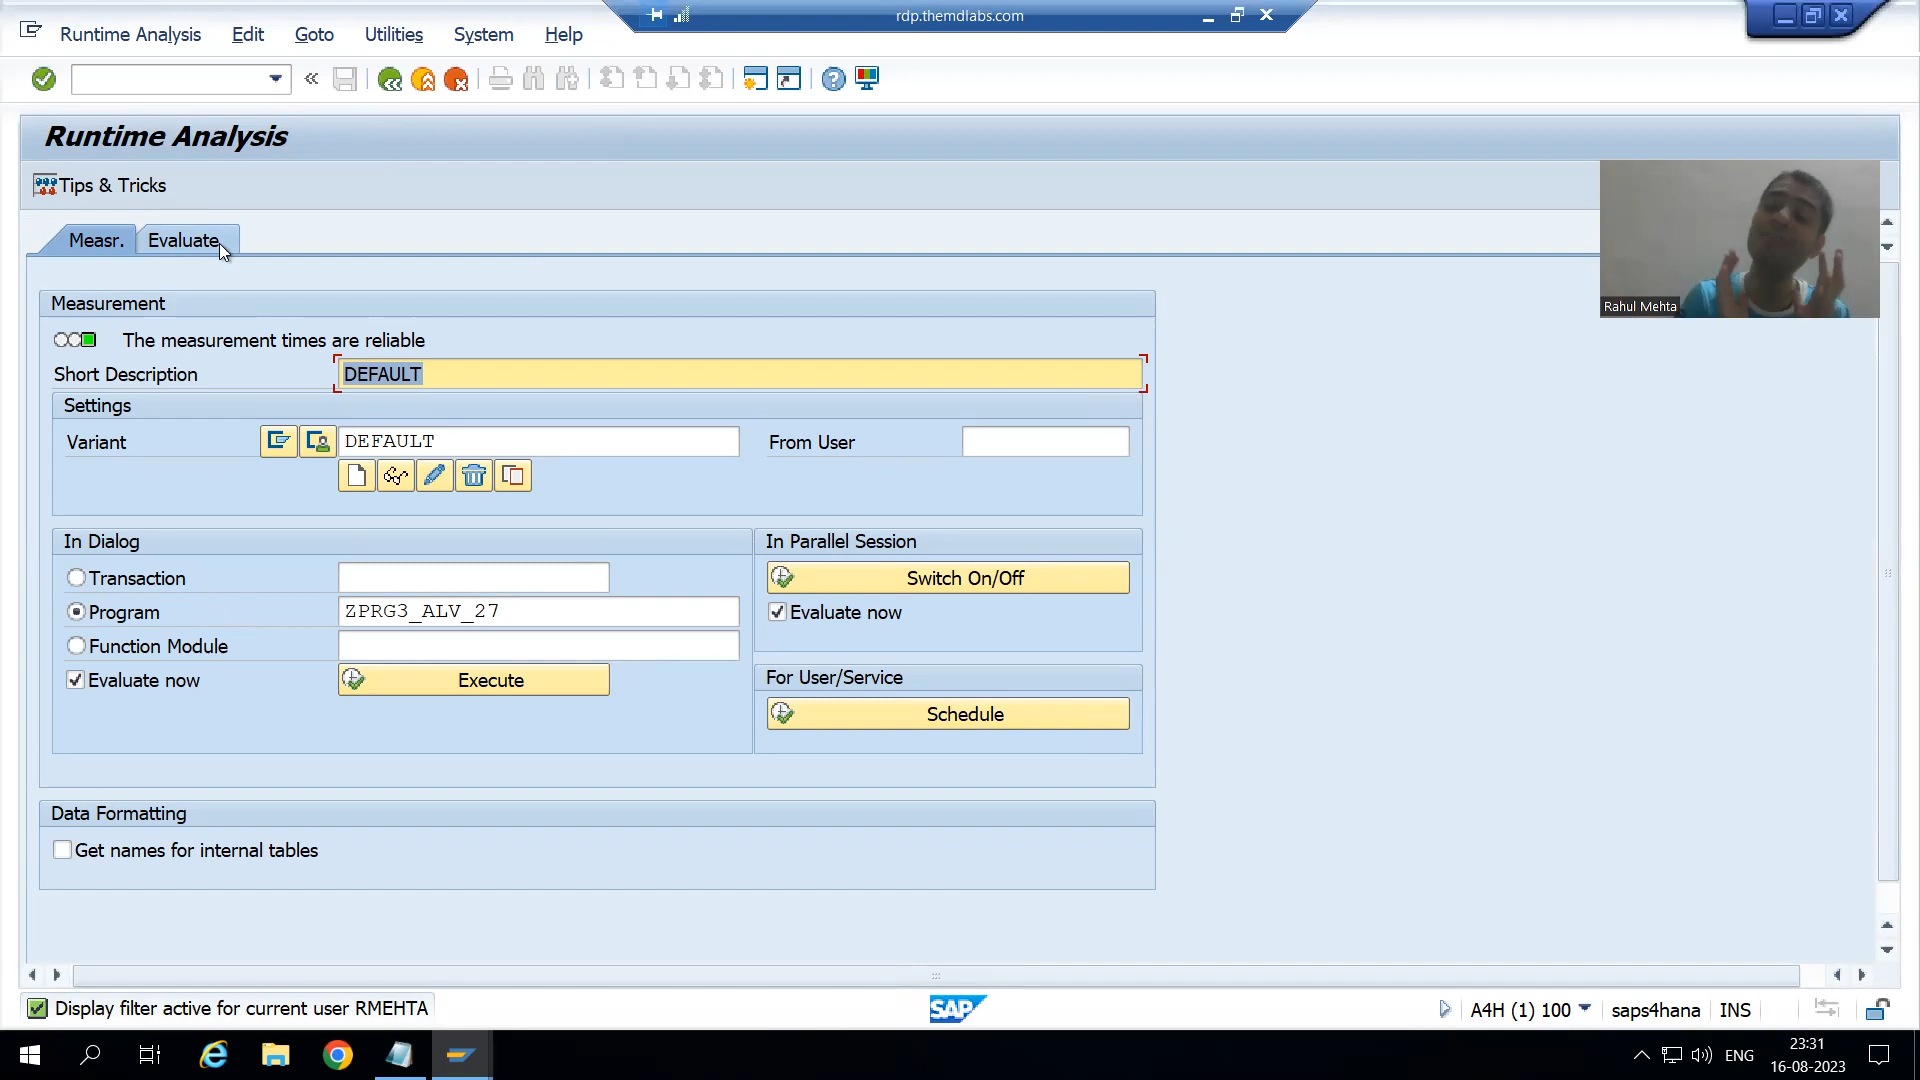 rdp.themdlabs.com
Runtime Analysis Edit Goto Utilities System Help
Runtime Analysis
Tips & Tricks
Measr. Evaluate
Rahul Mehta
Measurement
The measurement times are reliable
Short Description DEFAULT
Settings
Variant DEFAULT From User
In Dialog In Parallel Session
Transaction Switch On/Off
Program ZPRG3_ALV_27 Evaluate now
Function Module
Evaluate now Execute For User/Service
Schedule
Data Formatting
Get names for internal tables
Display filter active for current user RMEHTA SAP A4H (1) 100 saps4hana INS
ENG 23:31
16-08-2023